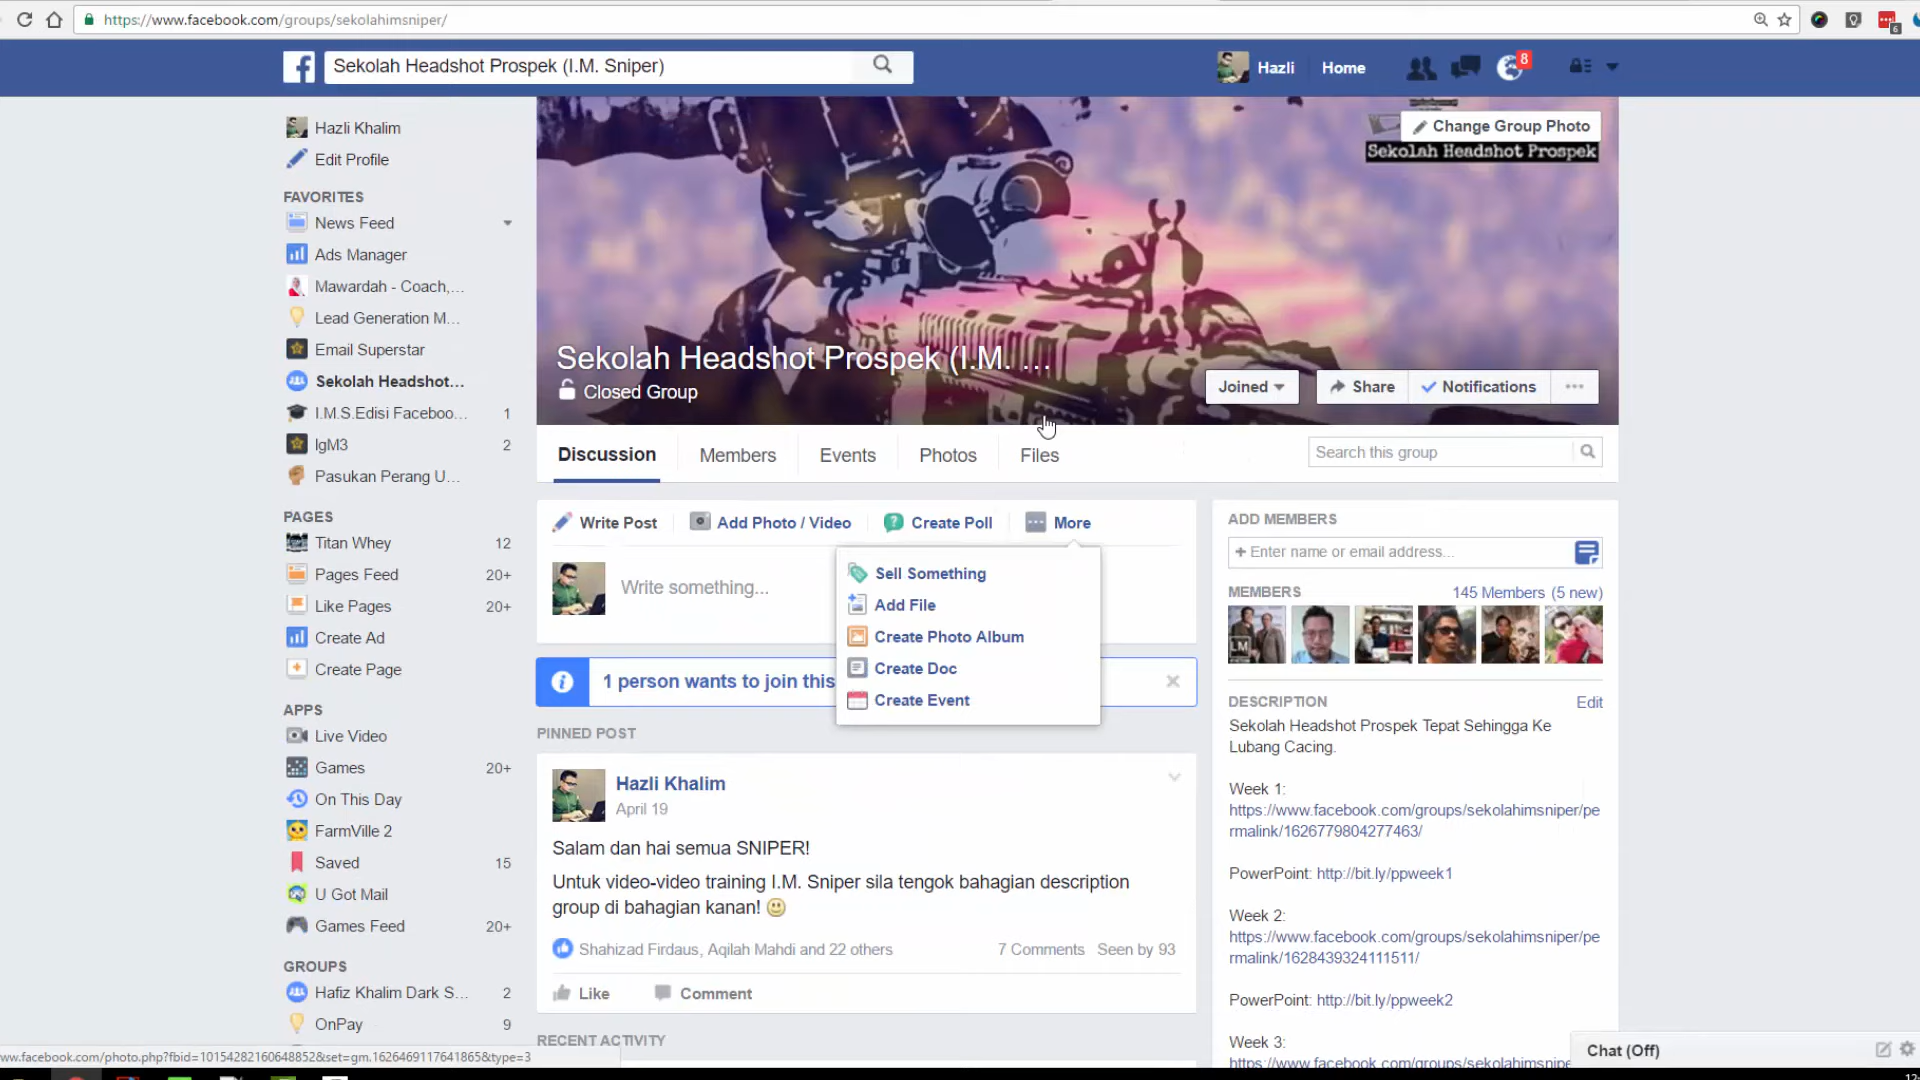 https://www.facebook.com/groups/sekolahimsniper/
6
Sekolah Headshot Prospek (I.M. Sniper)
Hazli
Home
8
Hazli Khalim
Edit Profile
FAVORITES
News Feed
Ads Manager
Mawardah - Coach,...
Lead Generation M...
Email Superstar
Sekolah Headshot...
I.M.S.Edisi Faceboo... 1
IgM3 2
Pasukan Perang U...
PAGES
Titan Whey 12
Pages Feed 20+
Like Pages 20+
Create Ad
Create Page
APPS
Live Video
Games 20+
On This Day
FarmVille 2
Saved 15
U Got Mail
Games Feed 20+
GROUPS
Hafiz Khalim Dark S... 2
OnPay 9
Change Group Photo
Sekolah Headshot Prospek
Sekolah Headshot Prospek (I.M. ...
Closed Group
Joined
Share
Notifications
Discussion
Members
Events
Photos
Files
Search this group
Write Post
Add Photo / Video
Create Poll
More
Write something...
Sell Something
Add File
Create Photo Album
Create Doc
Create Event
1 person wants to join this
PINNED POST
Hazli Khalim
April 19
Salam dan hai semua SNIPER!
Untuk video-video training I.M. Sniper sila tengok bahagian description
group di bahagian kanan!
Shahizad Firdaus, Aqilah Mahdi and 22 others
7 Comments Seen by 93
Like
Comment
RECENT ACTIVITY
ADD MEMBERS
+ Enter name or email address...
MEMBERS
145 Members (5 new)
LM
DESCRIPTION
Edit
Sekolah Headshot Prospek Tepat Sehingga Ke
Lubang Cacing.
Week 1:
https://www.facebook.com/groups/sekolahimsniper/pe
rmalink/1626779804277463/
PowerPoint: http://bit.ly/ppweek1
Week 2:
https://www.facebook.com/groups/sekolahimsniper/pe
rmalink/1628439324111511/
PowerPoint: http://bit.ly/ppweek2
Week 3:
https://www.facebook.com/groups/sekolahimsniper/pe
Chat (Off)
ww.facebook.com/photo.php?fbid=10154282160648852&set=gm.1626469117641865&type=3